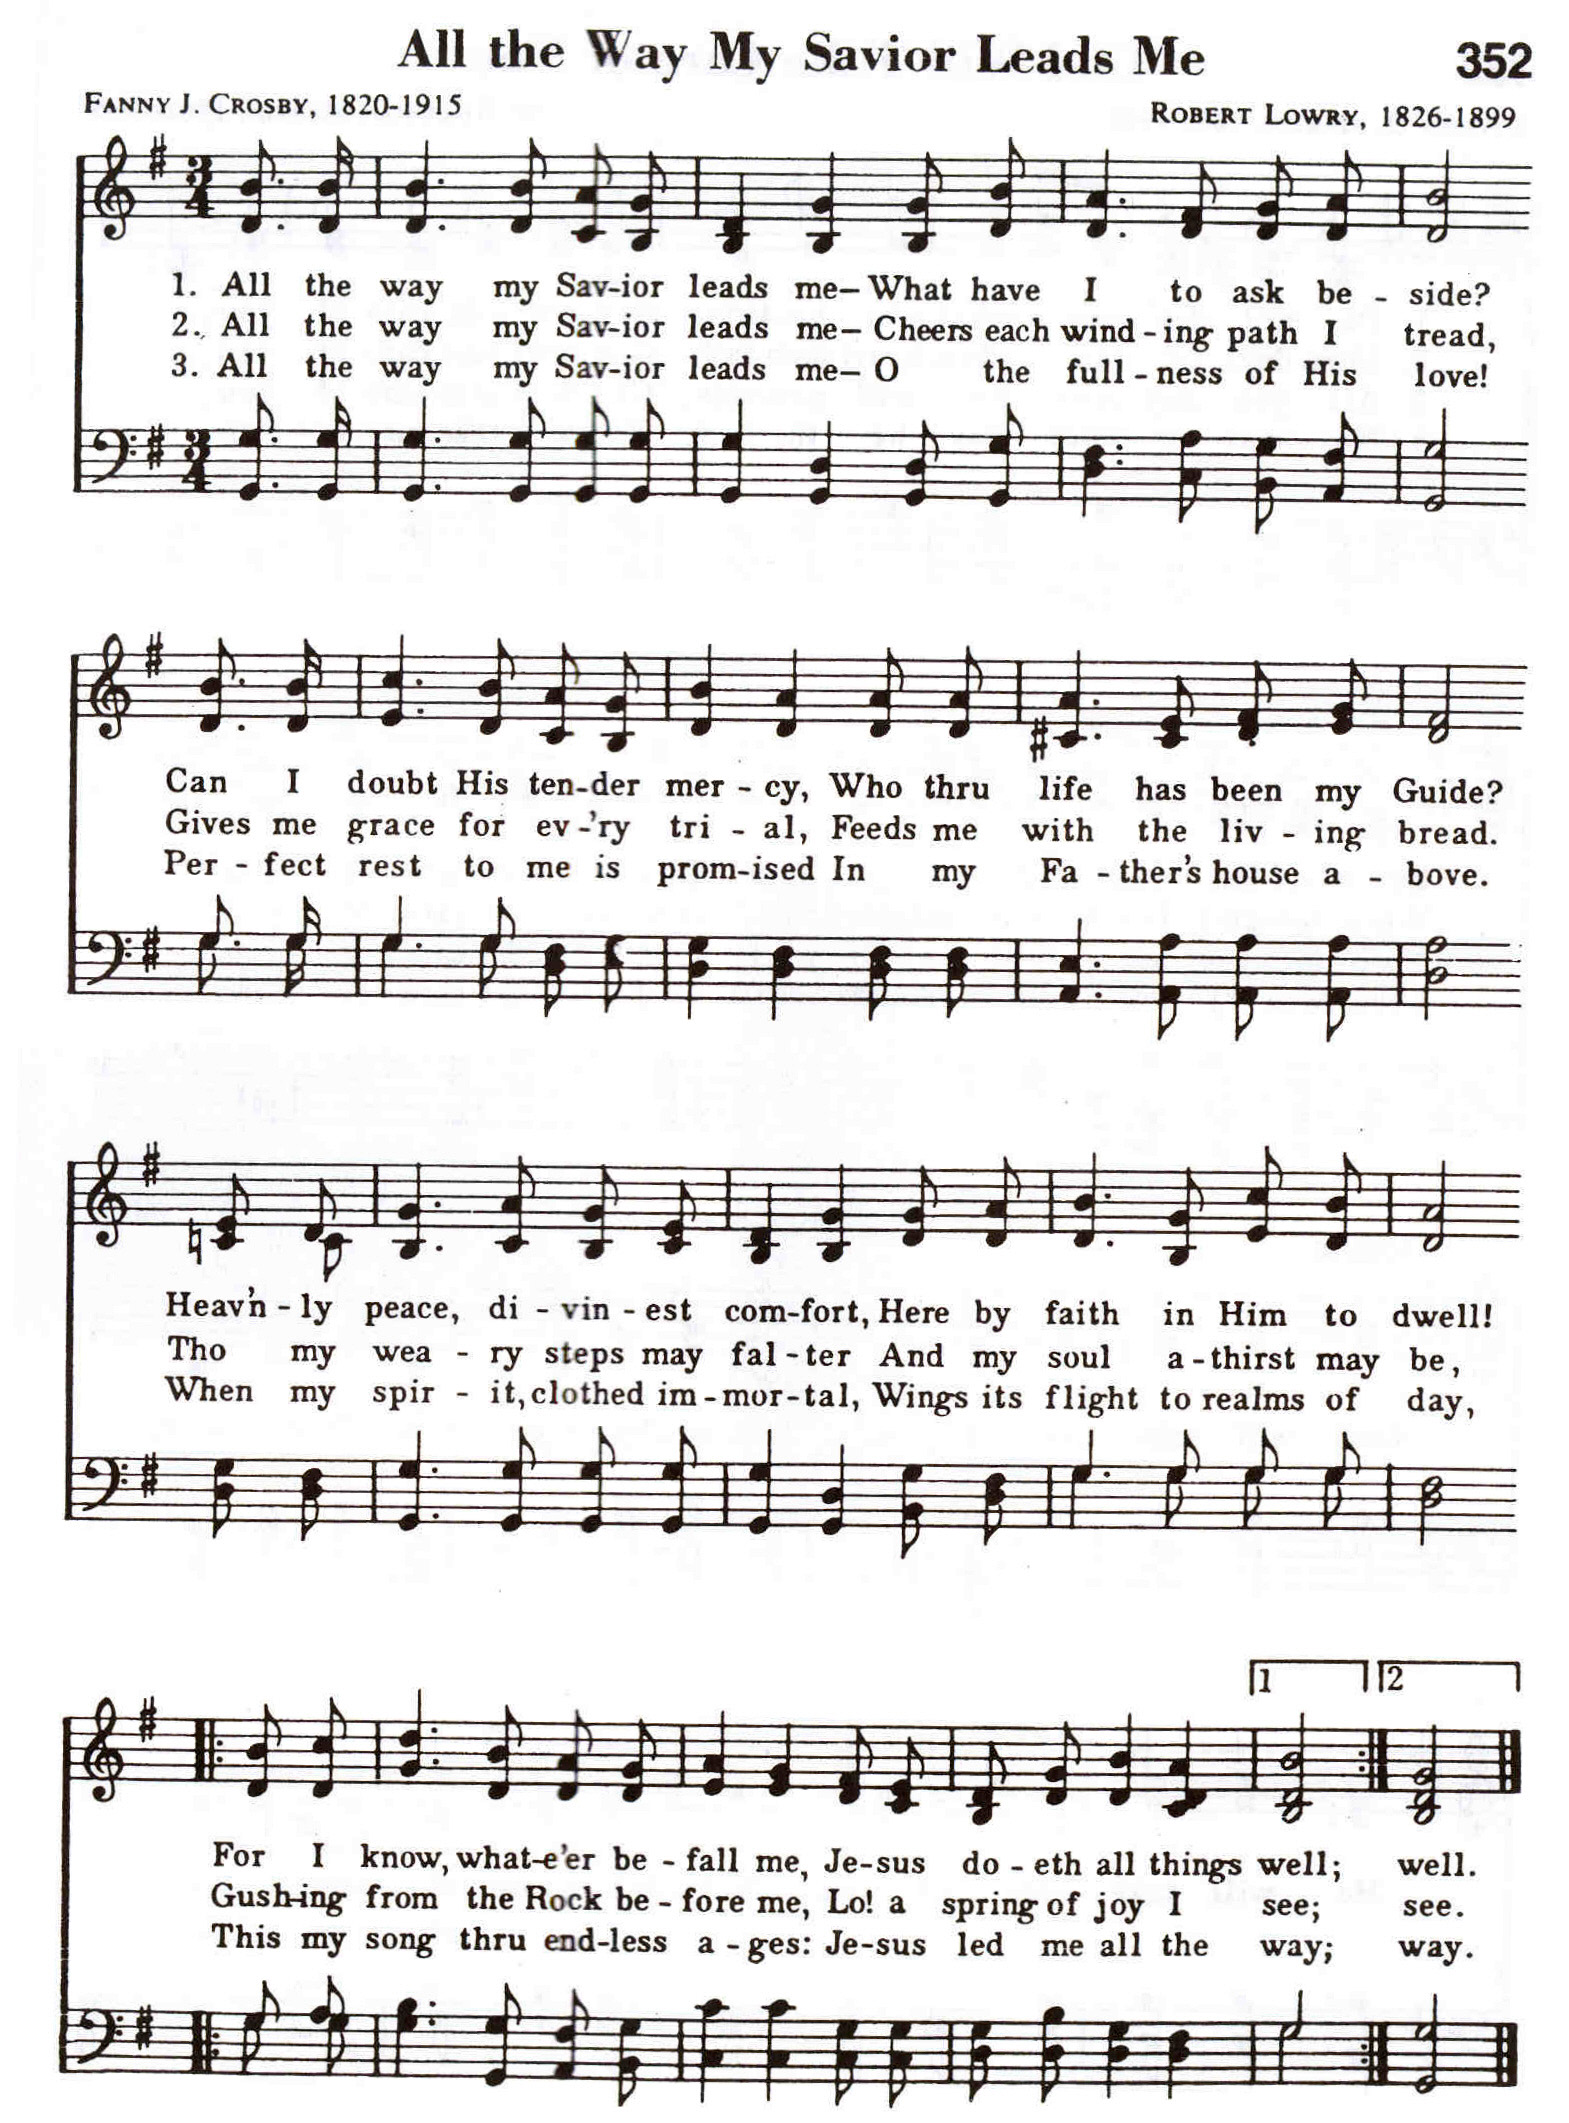 All the Way My Savior Leads Me
352
FANNY J. CROSBY, 1820-1915
ROBERT LOWRY, 1826-1899
3 4
1. All the way my Sav-ior leads me– What have I to ask be - side?
2. All the way my Sav-ior leads me– Cheers each wind - ing path I tread,
3. All the way my Sav-ior leads me– O the full - ness of His love!
3 4
Can I doubt His ten-der mer - cy, Who thru life has been my Guide?
Gives me grace for ev-'ry tri - al, Feeds me with the liv - ing bread.
Per - fect rest to me is prom-ised In my Fa - ther's house a - bove.
Heav'n - ly peace, di - vin - est com-fort, Here by faith in Him to dwell!
Tho my wea - ry steps may fal - ter And my soul a - thirst may be,
When my spir - it, clothed im - mor - tal, Wings its flight to realms of day,
1 2
For I know, what-e'er be - fall me, Je-sus do - eth all things well; well.
Gush-ing from the Rock be - fore me, Lo! a spring of joy I see; see.
This my song thru end-less a - ges: Je-sus led me all the way; way.